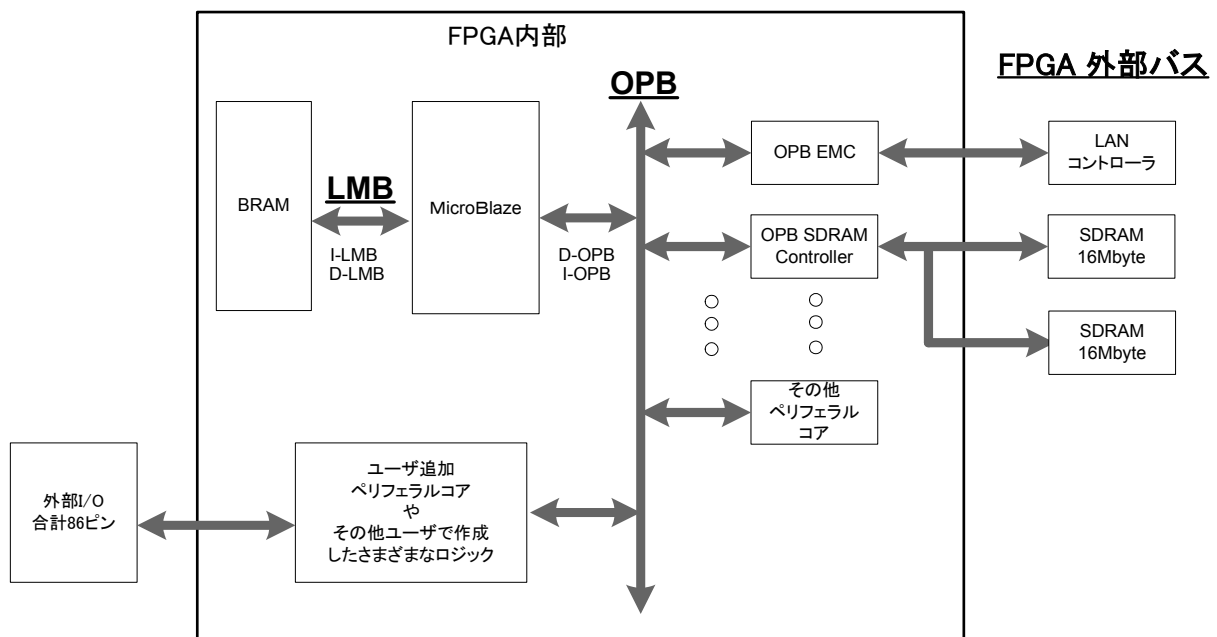 FPGA内部
FPGA 外部バス
OPB
BRAM
LMB
I-LMB
D-LMB
MicroBlaze
D-OPB
I-OPB
OPB EMC
LAN
コントローラ
OPB SDRAM
Controller
SDRAM
16Mbyte
SDRAM
16Mbyte
その他
ペリフェラル
コア
外部I/O
合計86ピン
ユーザ追加
ペリフェラルコア
や
その他ユーザで作成
したさまざまなロジック